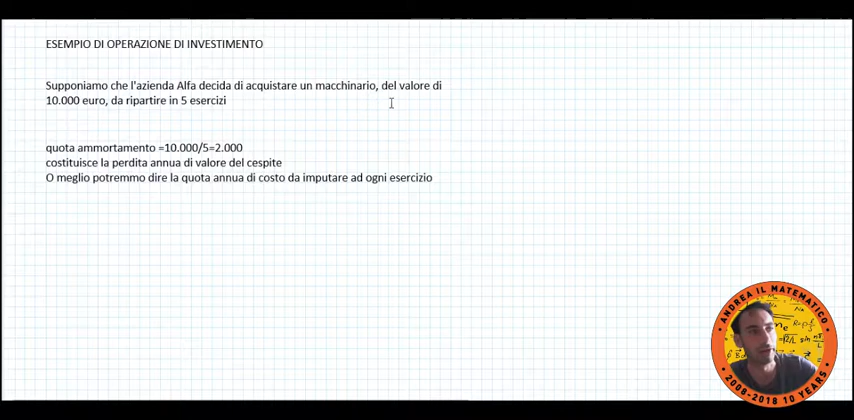 ESEMPIO DI OPERAZIONE DI INVESTIMENTO
Supponiamo che l'azienda Alfa decida di acquistare un macchinario, del valore di
10.000 euro, da ripartire in 5 esercizi
quota ammortamento =10.000/5=2.000
costituisce la perdita annua di valore del cespite
O meglio potremmo dire la quota annua di costo da imputare ad ogni esercizio
ANDREA IL MATEMATICO
2008-2018 10 YEARS